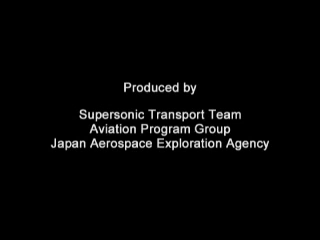 Produced by
Supersonic Transport Team
Aviation Program Group
Japan Aerospace Exploration Agency